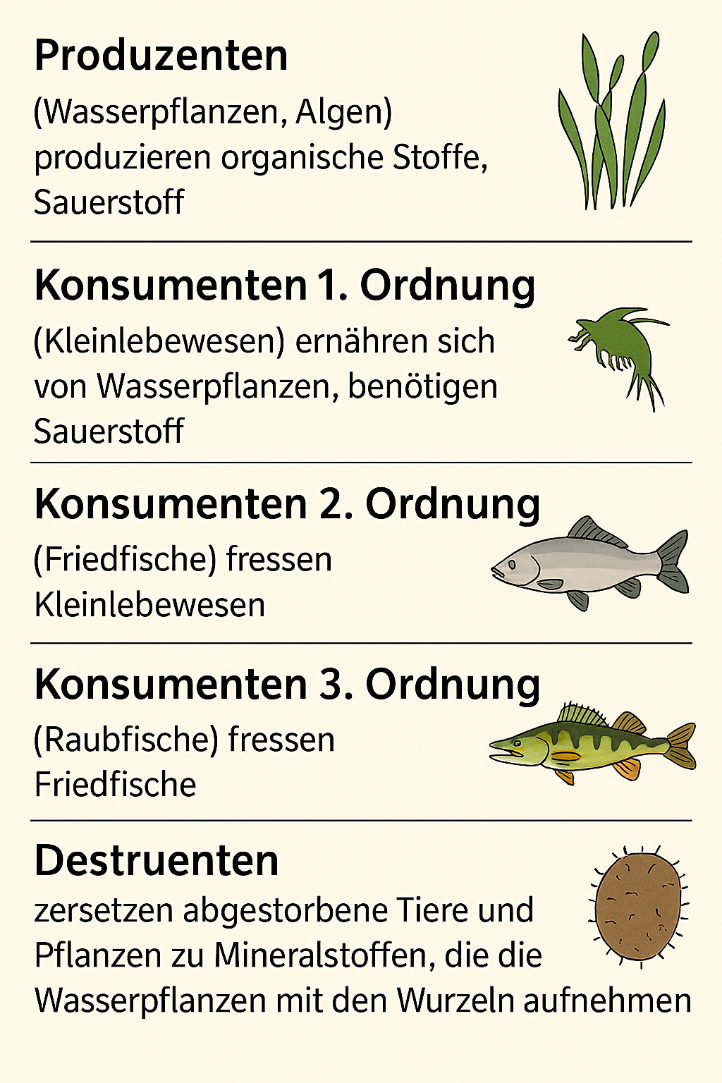 Produzenten
(Wasserpflanzen, Algen)
produzieren organische Stoffe,
Sauerstoff
Konsumenten 1. Ordnung
(Kleinlebewesen) ernähren sich
von Wasserpflanzen, benötigen
Sauerstoff
Konsumenten 2. Ordnung
(Friedfische) fressen
Kleinlebewesen
Konsumenten 3. Ordnung
(Raubfische) fressen
Friedfische
Destruenten
zersetzen abgestorbene Tiere und
Pflanzen zu Mineralstoffen, die die
Wasserpflanzen mit den Wurzeln aufnehmen